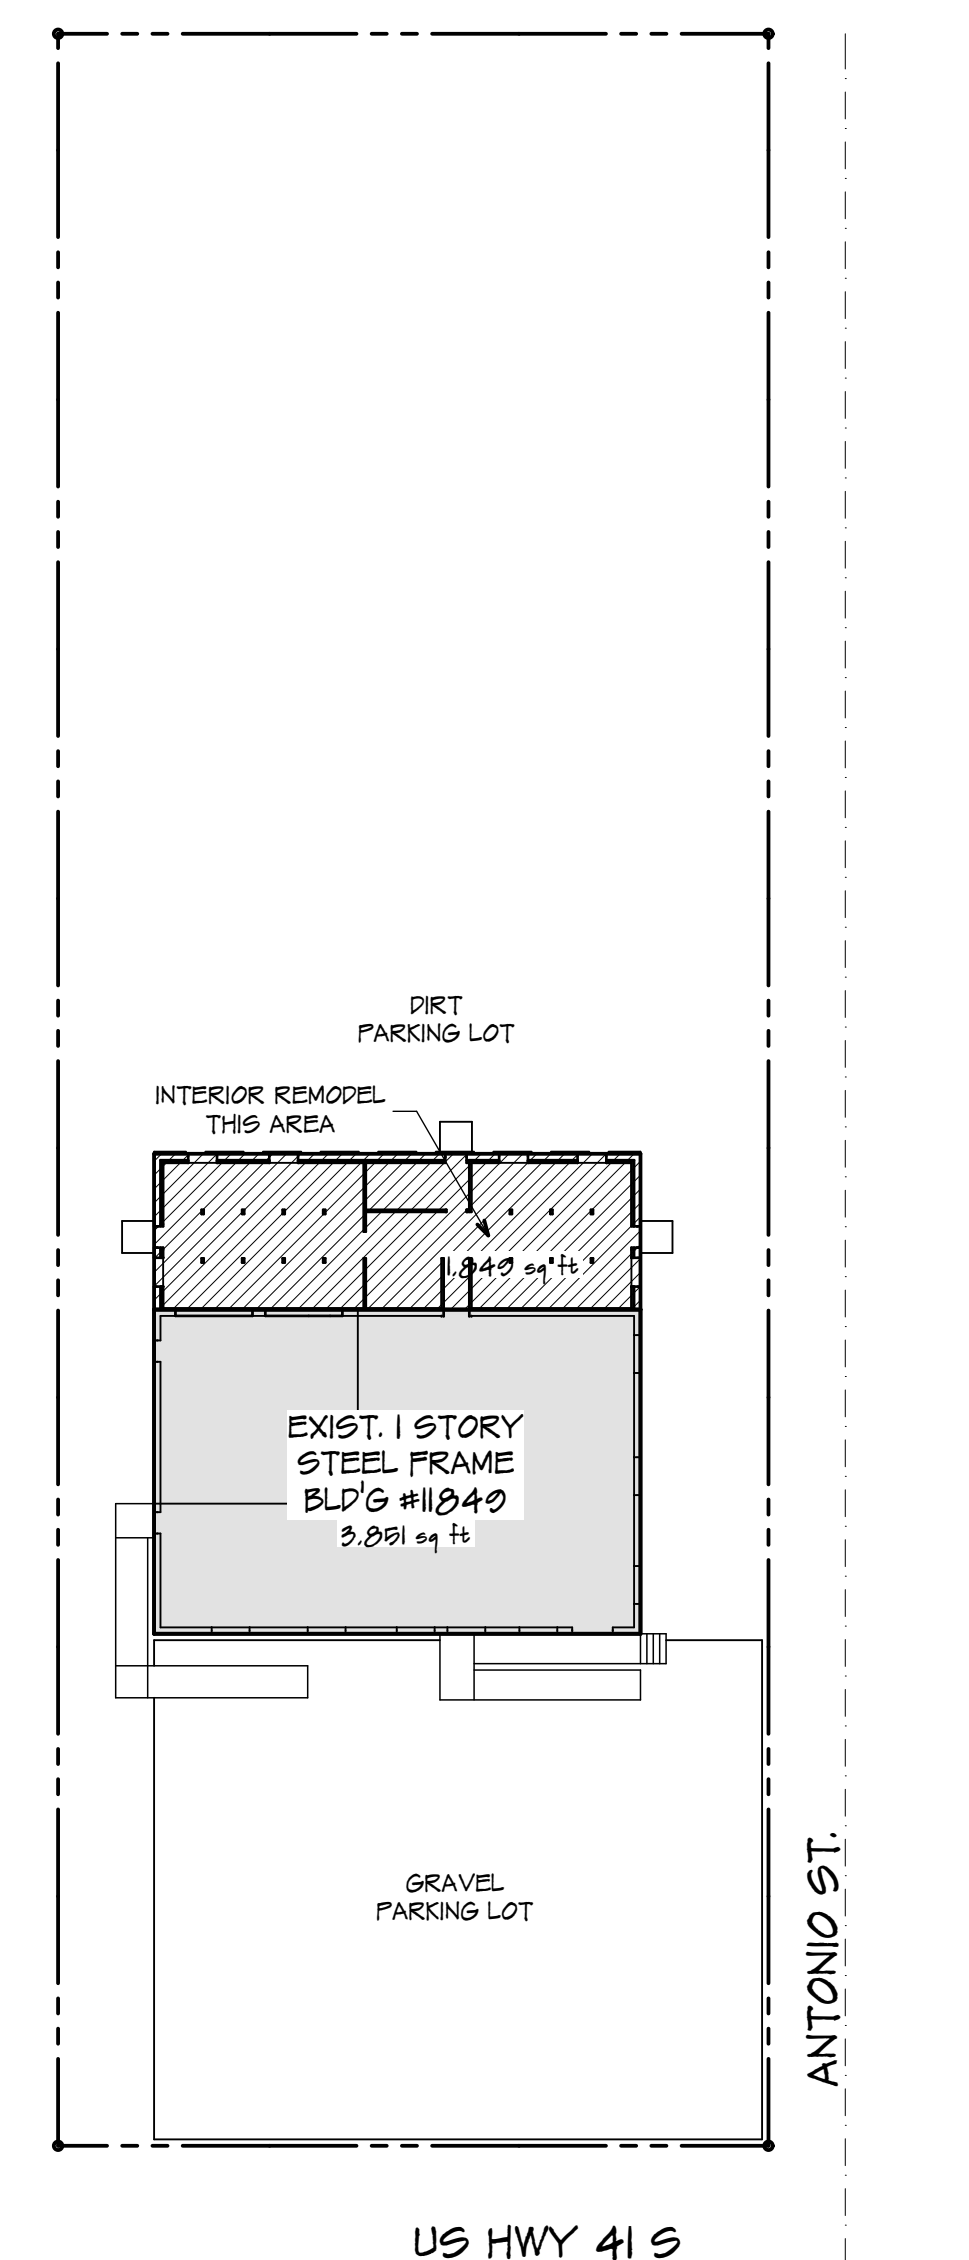 DIRT
PARKING LOT
INTERIOR REMODEL
THIS AREA
1,849 sq ft
EXIST. 1 STORY
STEEL FRAME
BLD'G #11849
3,851 sq ft
GRAVEL
PARKING LOT
ANTONIO ST.
US HWY 41 S